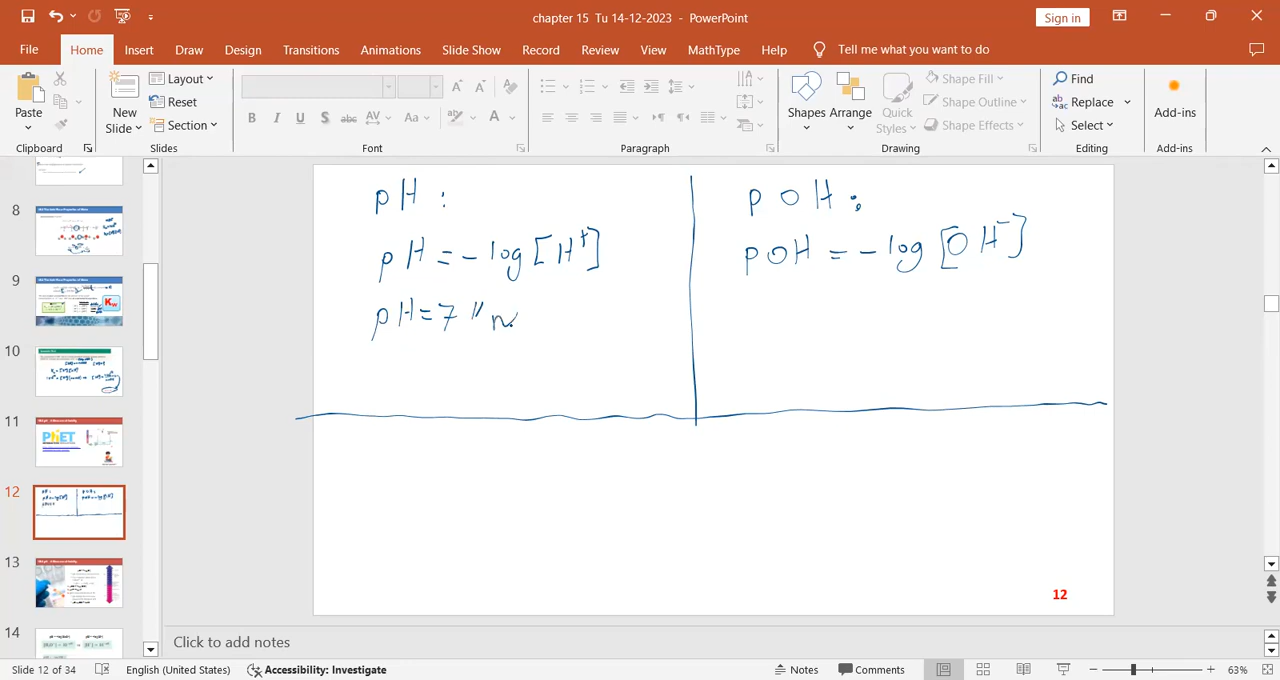 chapter 15 Tu 14-12-2023 - PowerPoint
Sign in
File Home Insert Draw Design Transitions Animations Slide Show Record Review View MathType Help Tell me what you want to do
Paste
New Slide
Layout
Reset
Section
Shapes Arrange Quick Styles
Shape Fill
Shape Outline
Shape Effects
Find
Replace
Select
Add-ins
Clipboard Slides Font Paragraph Drawing Editing Add-ins
8
9
10
11
12
13
14
pH :
pH = -log [H⁺]
pH = 7 " n
pOH :
pOH = -log [OH⁻]
12
Click to add notes
Slide 12 of 34 English (United States) Accessibility: Investigate Notes Comments 63%